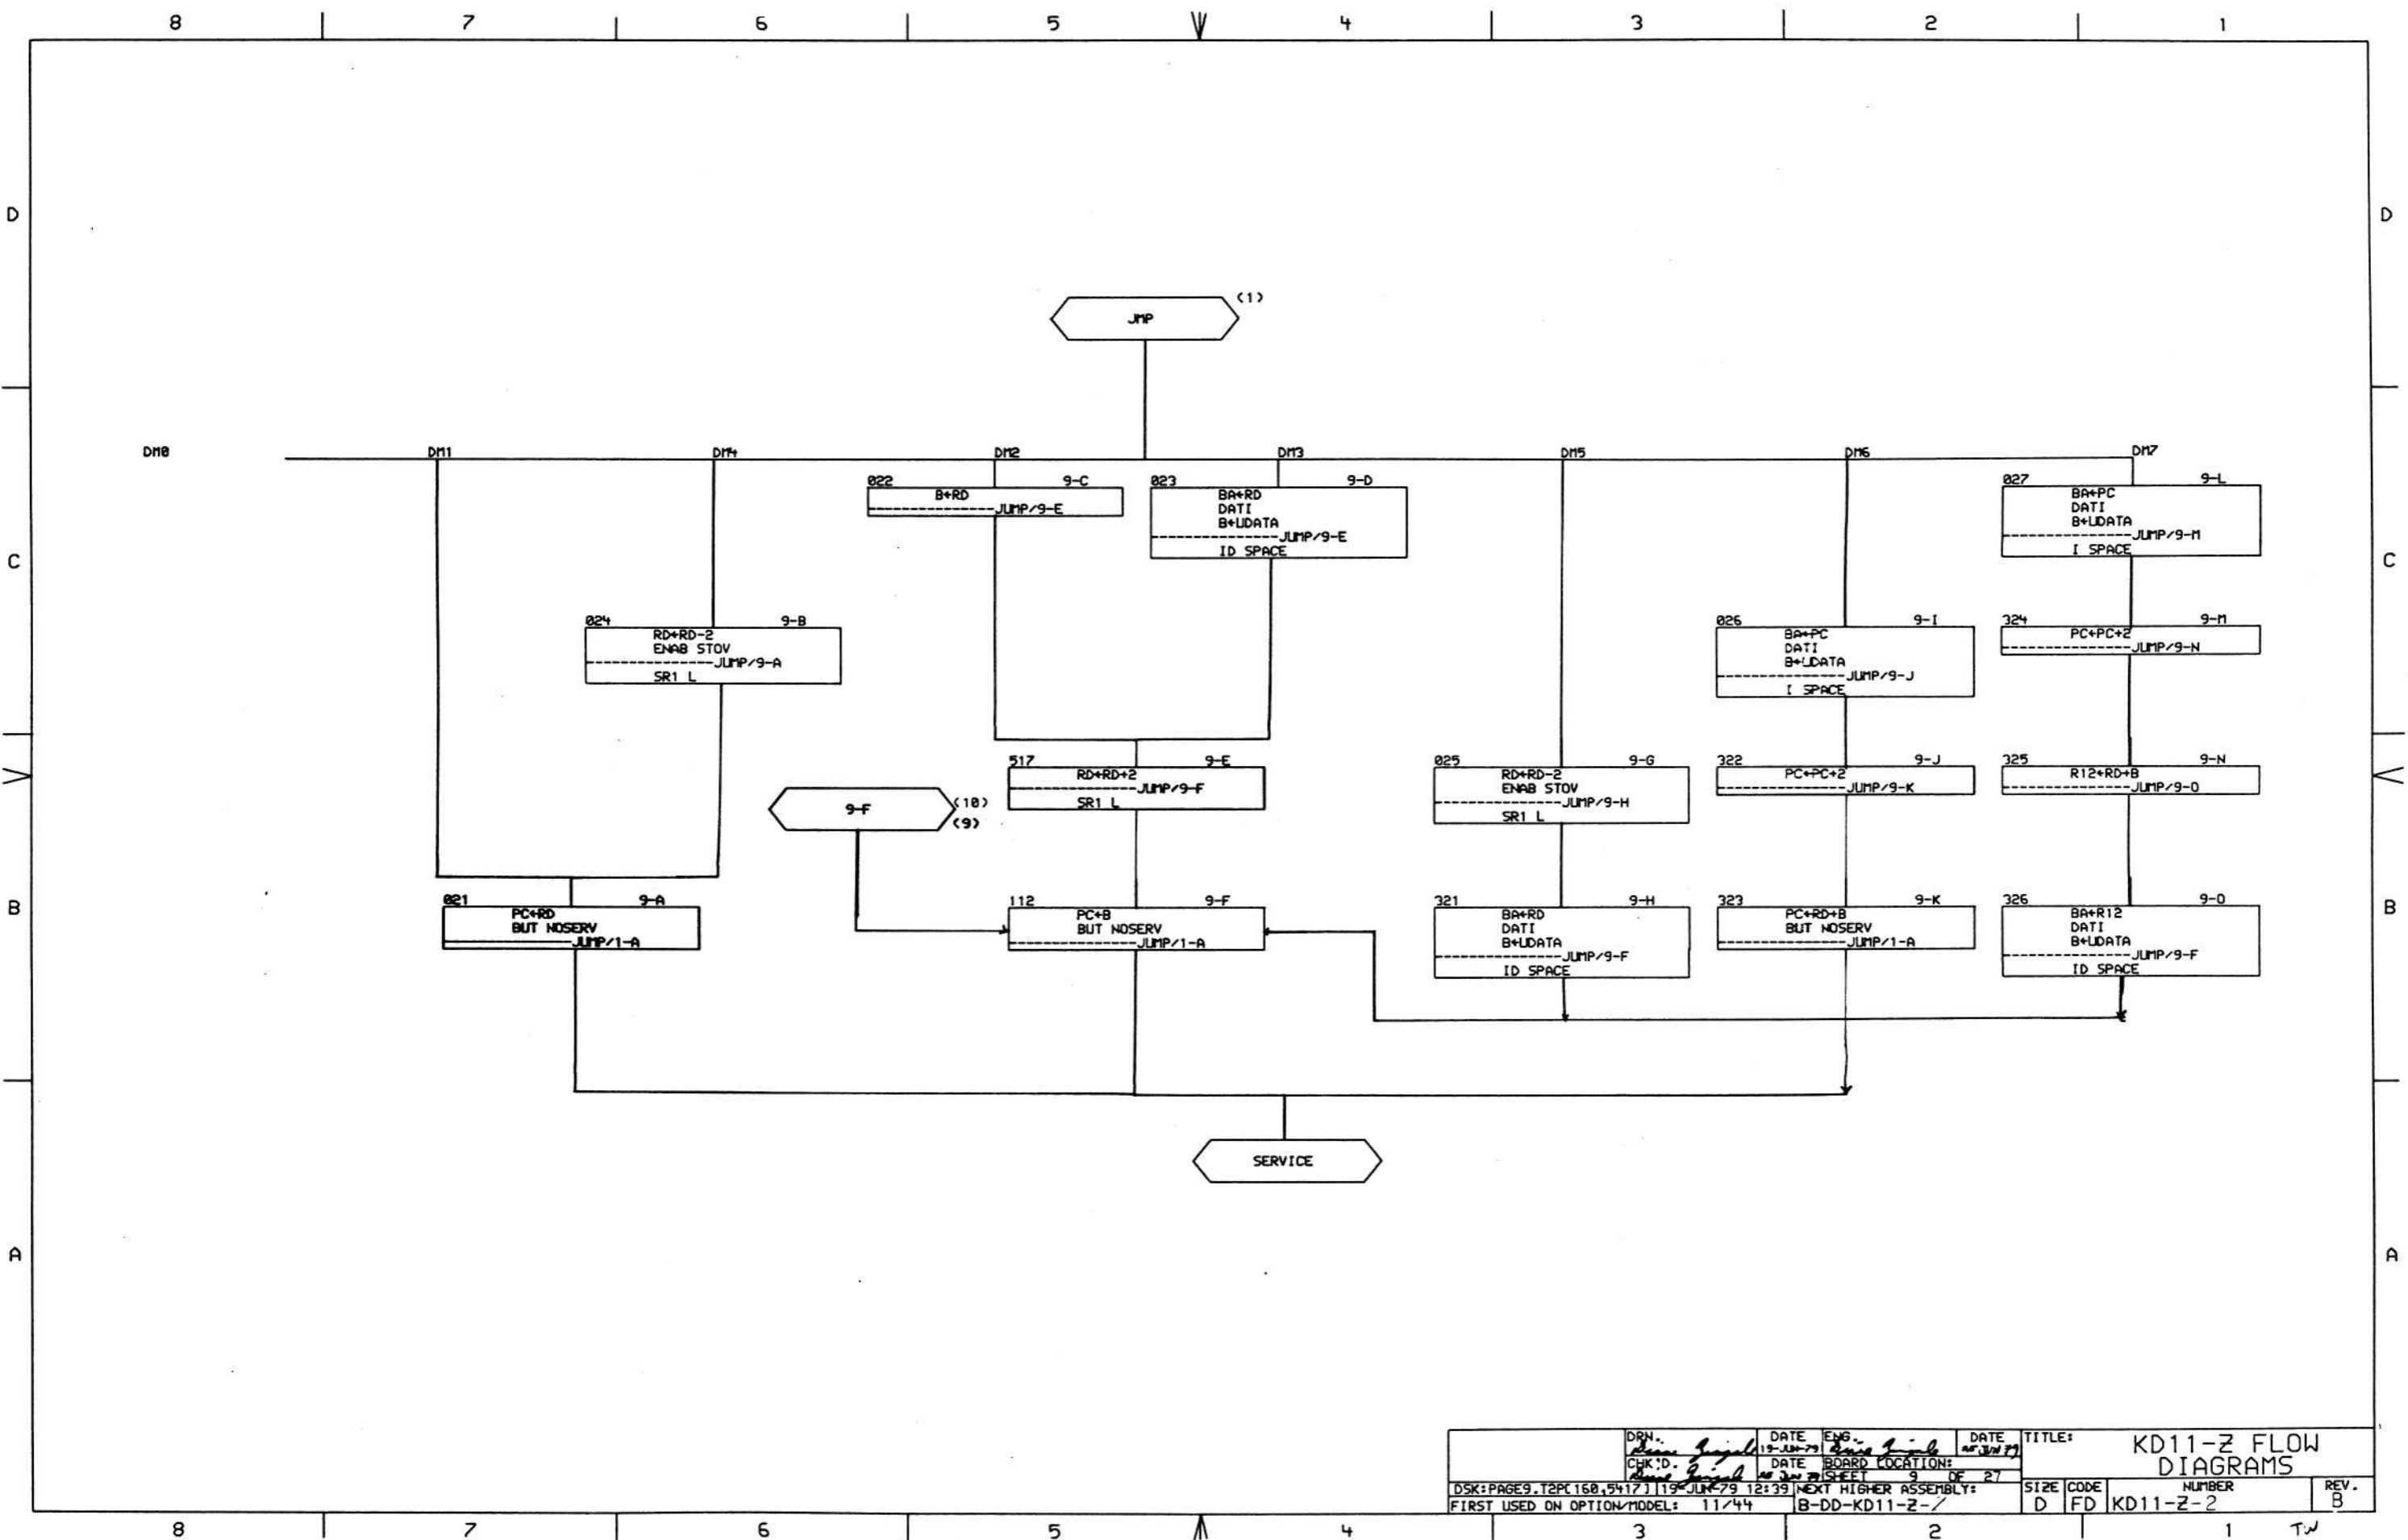 8 7 6 5 4 3 2 1
D D
(1)
JMP
DM0 DM1 DM4 DM2 DM3 DM5 DM6 DM7
022 9-C
B←RD
JUMP/9-E
023 9-D
BA←RD
DATI
B←UDATA
JUMP/9-E
ID SPACE
027 9-L
BA←PC
DATI
B←UDATA
JUMP/9-M
I SPACE
C C
024 9-B
RD←RD-2
ENAB STOV
JUMP/9-A
SR1 L
026 9-I
BA←PC
DATI
B←UDATA
JUMP/9-J
I SPACE
324 9-M
PC←PC+2
JUMP/9-N
517 9-E
RD←RD+2
JUMP/9-F
SR1 L
025 9-G
RD←RD-2
ENAB STOV
JUMP/9-H
SR1 L
322 9-J
PC←PC+2
JUMP/9-K
325 9-N
R12←RD+B
JUMP/9-O
9-F
(10)
(9)
B B
021 9-A
PC←RD
BUT NOSERV
JUMP/1-A
112 9-F
PC←B
BUT NOSERV
JUMP/1-A
321 9-H
BA←RD
DATI
B←UDATA
JUMP/9-F
ID SPACE
323 9-K
PC←RD+B
BUT NOSERV
JUMP/1-A
326 9-O
BA←R12
DATI
B←UDATA
JUMP/9-F
ID SPACE
SERVICE
A A
DRN. DATE ENG. DATE TITLE:
19-JUN-79
KD11-Z FLOW
DIAGRAMS
CHK'D. DATE BOARD LOCATION:
SHEET 9 OF 27
DSK:PAGE9.T2P[160,5417] 19-JUN-79 12:39 NEXT HIGHER ASSEMBLY:
FIRST USED ON OPTION/MODEL: 11/44 B-DD-KD11-Z-/
SIZE CODE NUMBER REV.
D FD KD11-Z-2 B
8 7 6 5 4 3 2 1 TW